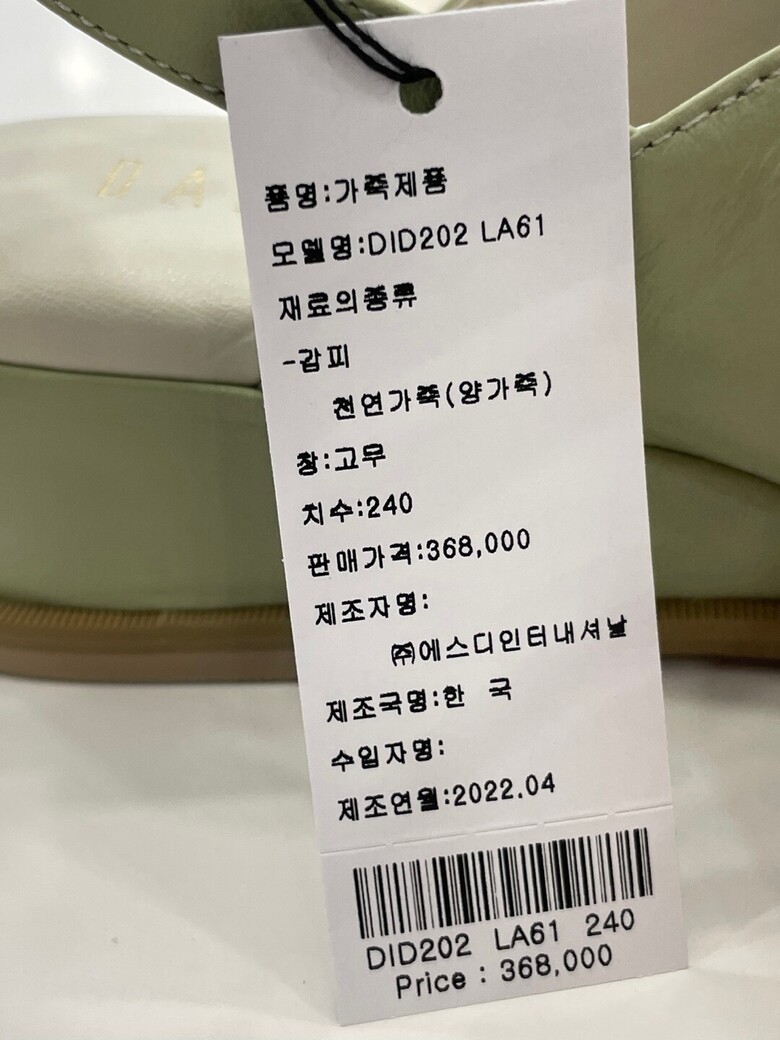 DA
품명:가죽제품
모델명:DID202 LA61
재료의종류
-갑피
천연가죽(양가죽)
창:고무
치수:240
판매가격:368,000
제조자명:
㈜에스디인터내셔날
제조국명:한 국
수입자명:
제조연월:2022.04
DID202 LA61 240
Price : 368,000